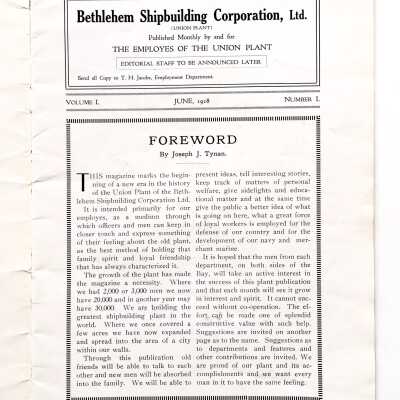 Bethlehem Shipbuilding Corporation, Ltd.
(UNION PLANT)
Published Monthly by and for
THE EMPLOYES OF THE UNION PLANT
EDITORIAL STAFF TO BE ANNOUNCED LATER
Send all Copy to T. H. Jacobs, Employment Department.
VOLUME I.
JUNE, 1918
NUMBER I.
FOREWORD
By Joseph J. Tynan.
THIS magazine marks the begin-
ning of a new era in the history
of the Union Plant of the Beth-
lehem Shipbuilding Corporation Ltd.
It is intended primarily for our
employes, as a medium through
which officers and men can keep in
closer touch and express something
of their feeling about the old plant,
as the best method of holding that
family spirit and loyal friendship
that has always characterized it.
The growth of the plant has made
the magazine a necessity. Where
we had 2,000 or 3,000 men we now
have 20,000 and in another year may
have 30,000. We are building the
greatest shipbuilding plant in the
world. Where we once covered a
few acres we have now expanded
and spread into the area of a city
within our walls.
Through this publication old
friends will be able to talk to each
other and new men will be absorbed
into the family. We will be able to
present ideas, tell interesting stories,
keep track of matters of personal
welfare, give sidelights and educa-
tional matter and at the same time
give the public a better idea of what
is going on here, what a great force
of loyal workers is employed for the
defense of our country and for the
development of our navy and mer-
chant marine.
It is hoped that the men from each
department, on both sides of the
Bay, will take an active interest in
the success of this plant publication
and that each month will see it grow
in interest and spirit. It cannot suc-
ceed without co-operation. The ef-
fort can be made one of splendid
constructive value with such help.
Suggestions are invited on another
page as to the name. Suggestions as
to departments and features and
other contributions are invited. We
are proud of our plant and its ac-
complishments and we want every
man in it to have the same feeling.